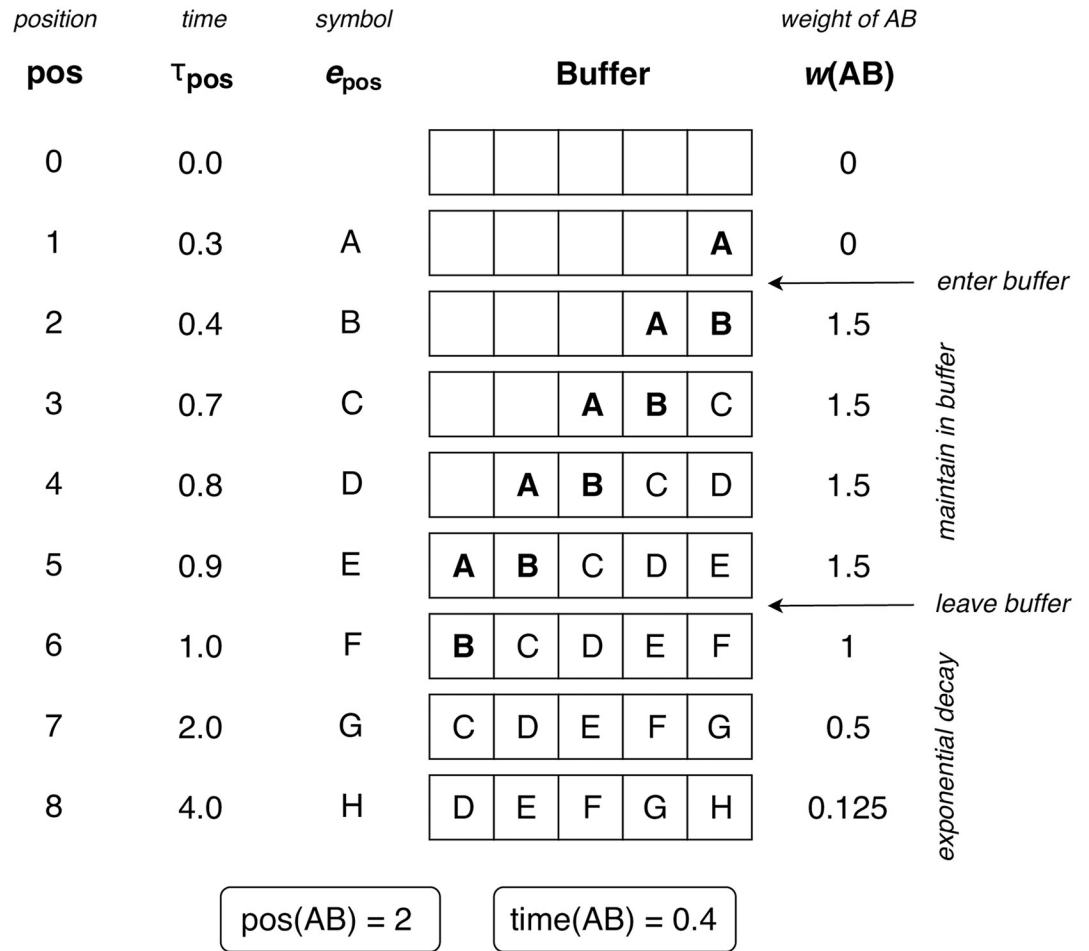 position time symbol weight of AB
pos τpos epos Buffer w(AB)
0 0.0 0
1 0.3 A A 0
enter buffer
2 0.4 B A B 1.5
3 0.7 C A B C 1.5
maintain in buffer
4 0.8 D A B C D 1.5
5 0.9 E A B C D E 1.5
leave buffer
6 1.0 F B C D E F 1
7 2.0 G C D E F G 0.5
exponential decay
8 4.0 H D E F G H 0.125
pos(AB) = 2 time(AB) = 0.4